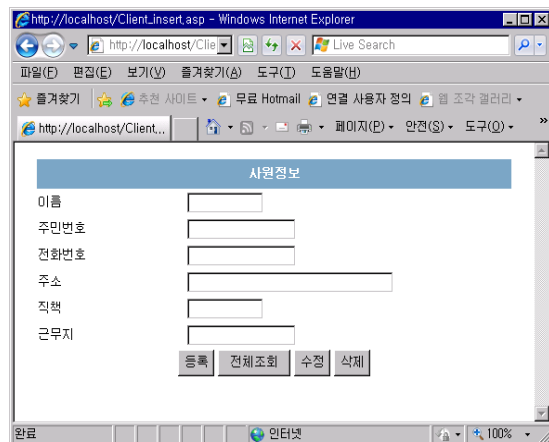 http://localhost/Client_insert.asp - Windows Internet Explorer
http://localhost/Clie Live Search
파일(F) 편집(E) 보기(V) 즐겨찾기(A) 도구(T) 도움말(H)
즐겨찾기 추천 사이트 무료 Hotmail 연결 사용자 정의 웹 조각 갤러리
http://localhost/Client... 페이지(P) 안전(S) 도구(O) »
사원정보
이름
주민번호
전화번호
주소
직책
근무지
등록 전체조회 수정 삭제
완료 인터넷 100%